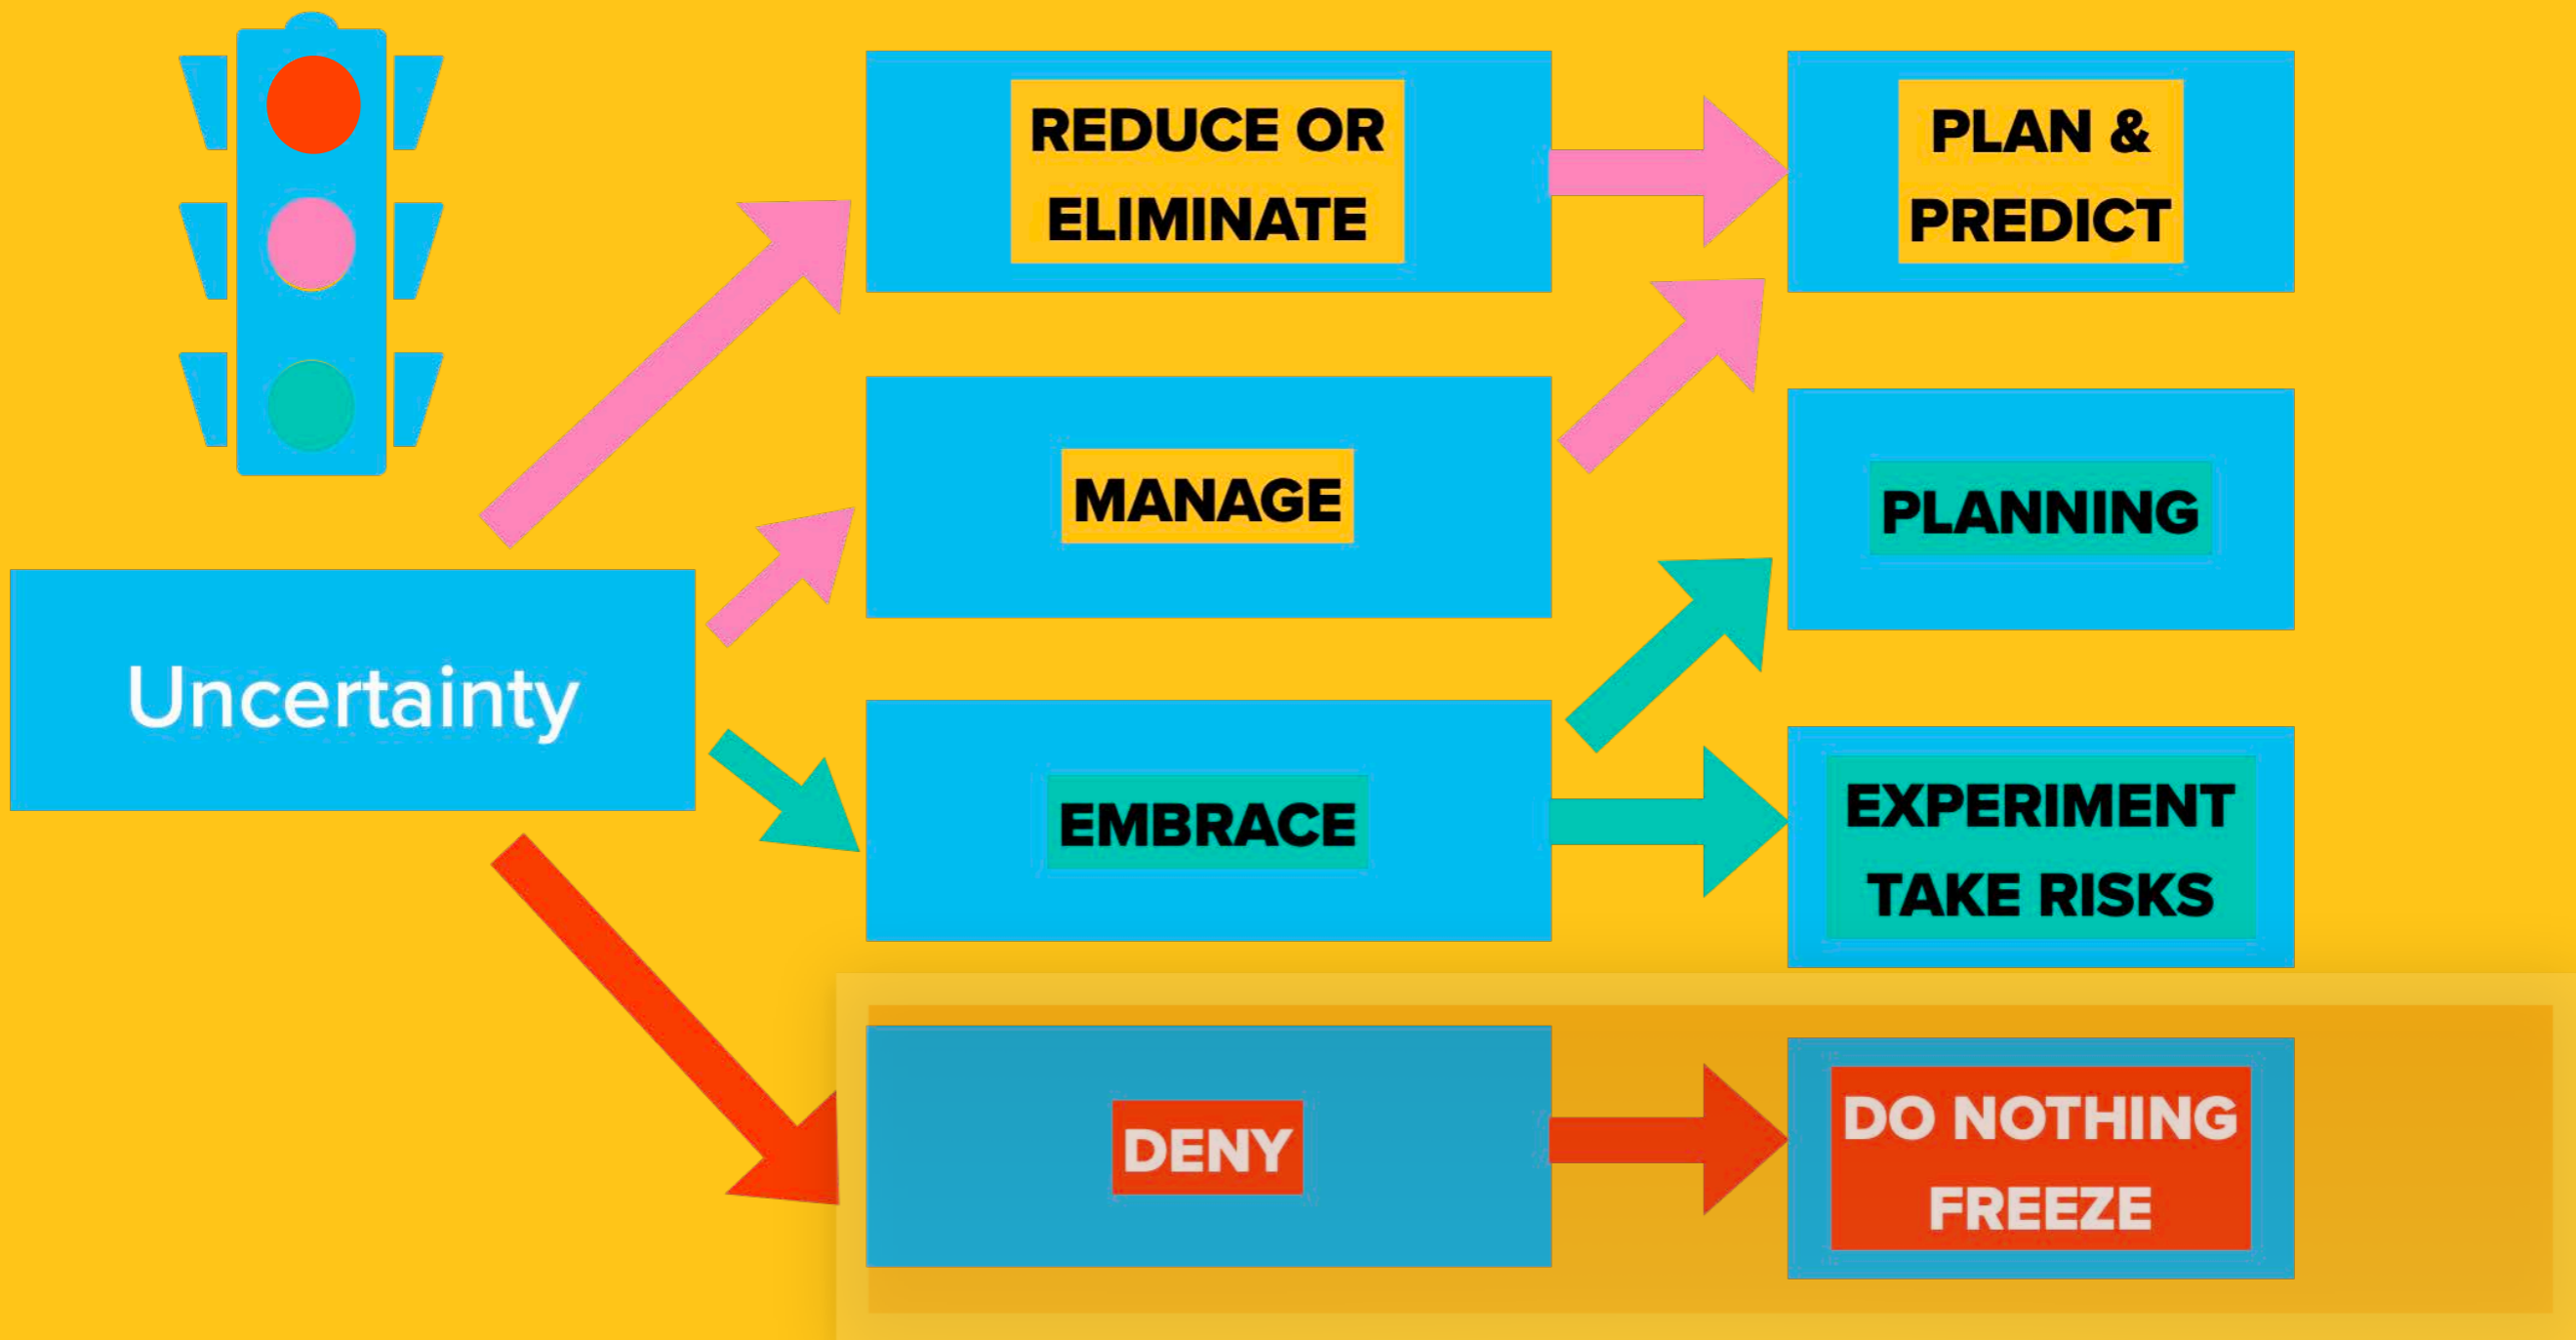 Uncertainty
REDUCE OR
ELIMINATE
MANAGE
EMBRACE
DENY
PLAN &
PREDICT
PLANNING
EXPERIMENT
TAKE RISKS
DO NOTHING
FREEZE